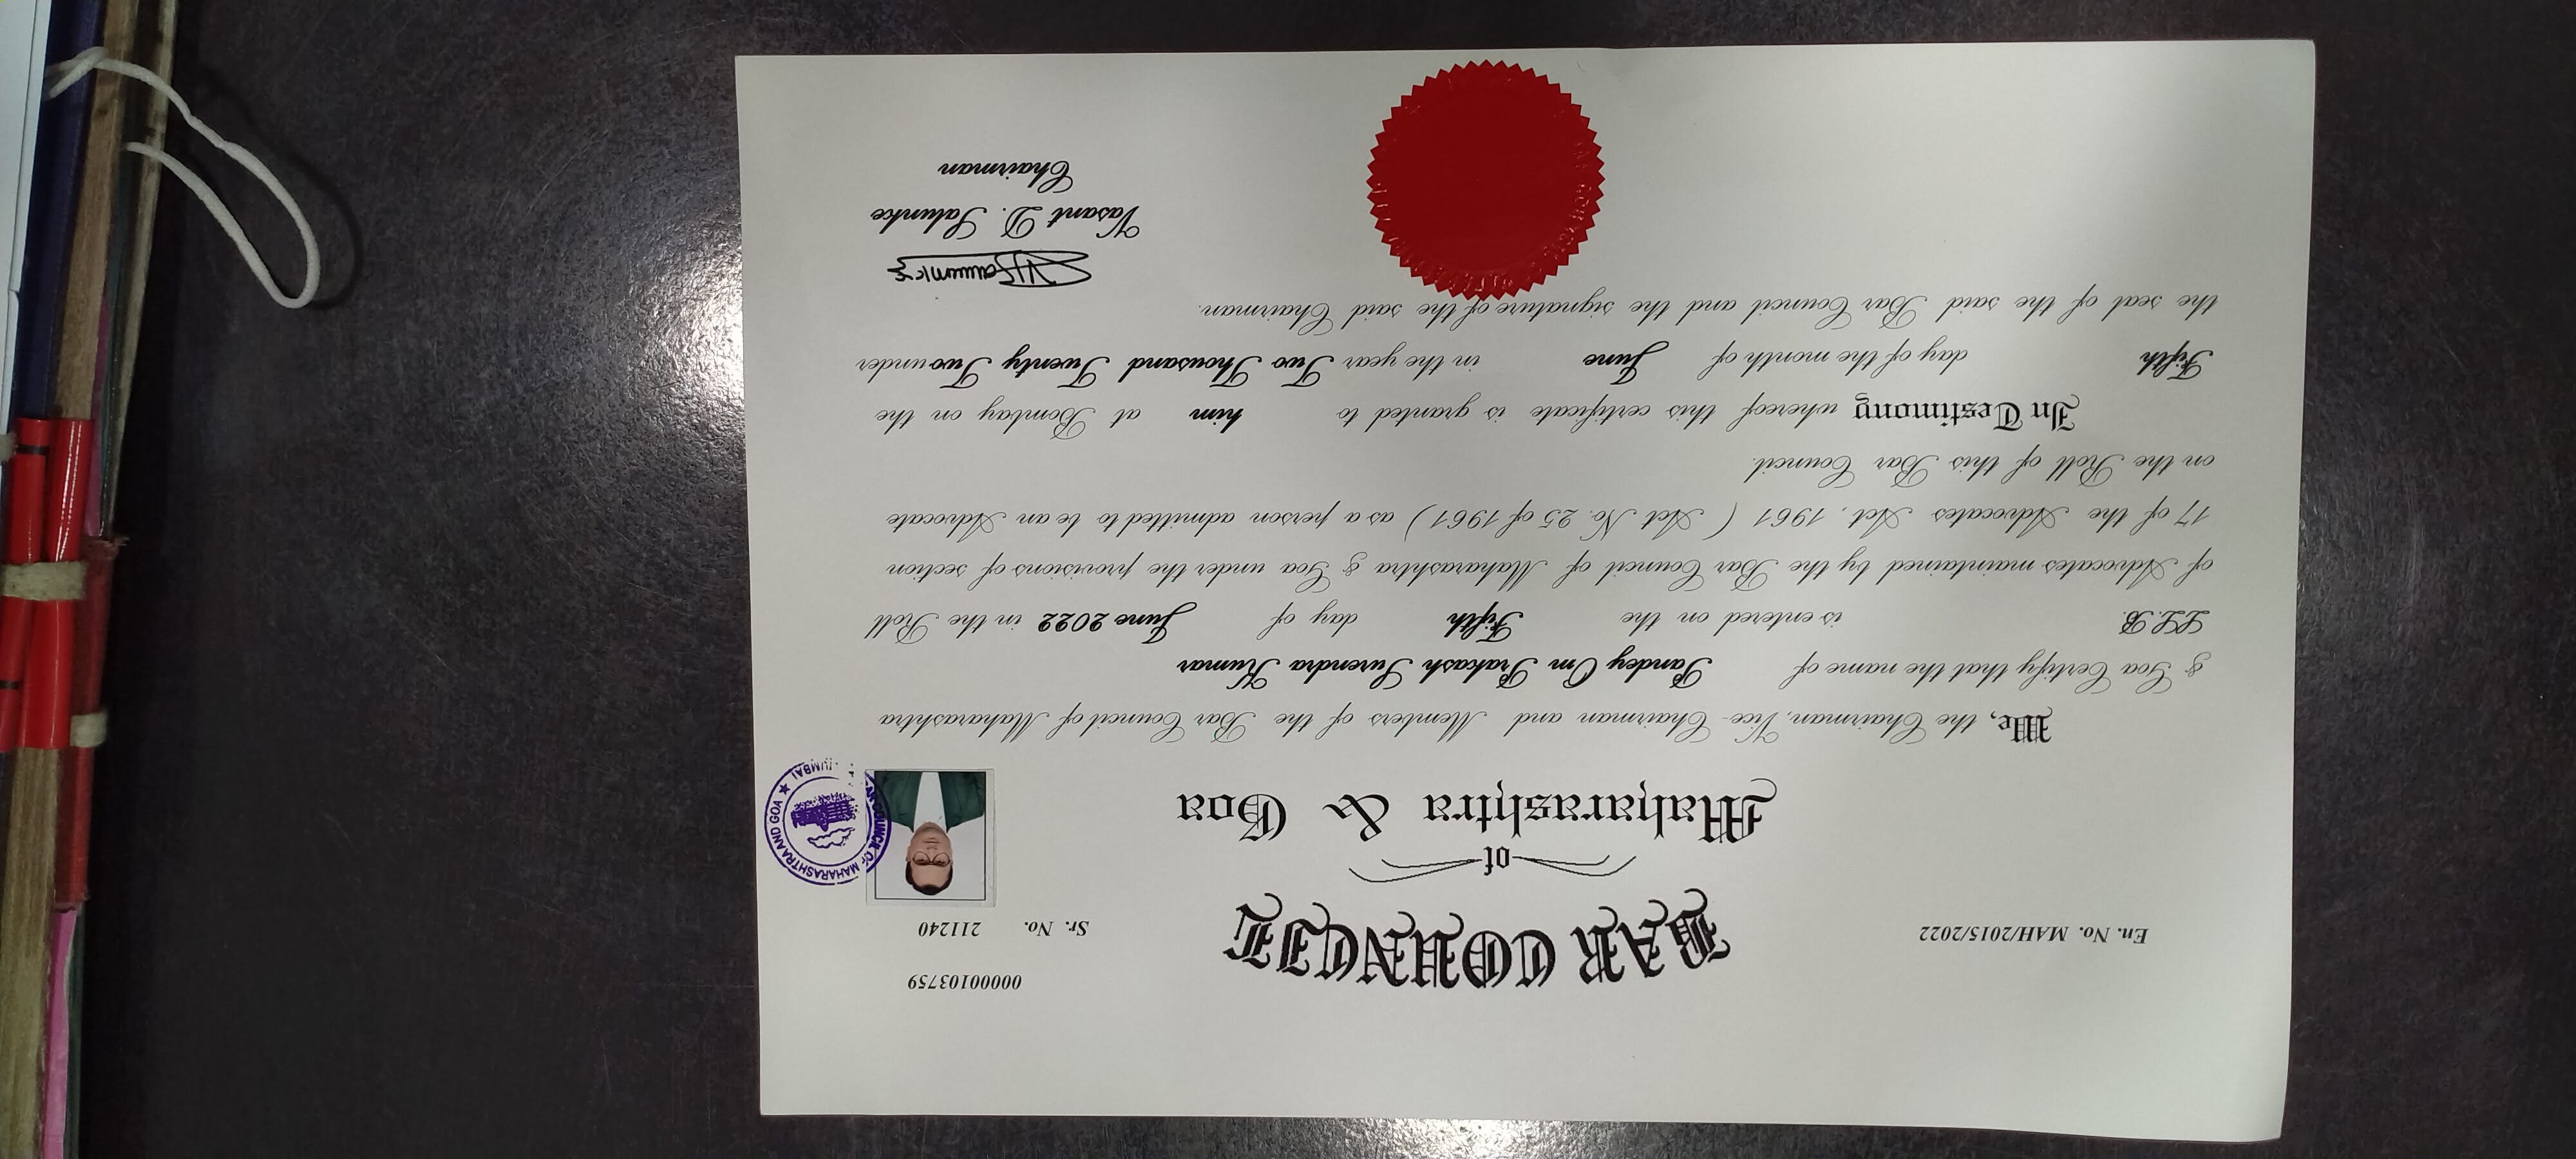 00000103759
En. No. MAH/2015/2022
Sr. No. 211240
BAR COUNCIL
of
Maharashtra & Goa
BAR COUNCIL OF MAHARASHTRA AND GOA ★ MUMBAI
We, the Chairman, Vice-Chairman and Members of the Bar Council of Maharashtra
& Goa Certify that the name of Pandey Om Prakash Surendra Kumar
LL.B. is entered on the Fifth day of June 2022 in the Roll
of Advocates maintained by the Bar Council of Maharashtra & Goa under the provisions of section
17 of the Advocates Act, 1961 ( Act No. 25 of 1961 ) as a person admitted to be an Advocate
on the Roll of this Bar Council.
In Testimony whereof this certificate is granted to him at Bombay on the
Fifth day of the month of June in the year Two Thousand Twenty Two under
the seal of the said Bar Council and the signature of the said Chairman.
Vasant D. Salunke
Chairman